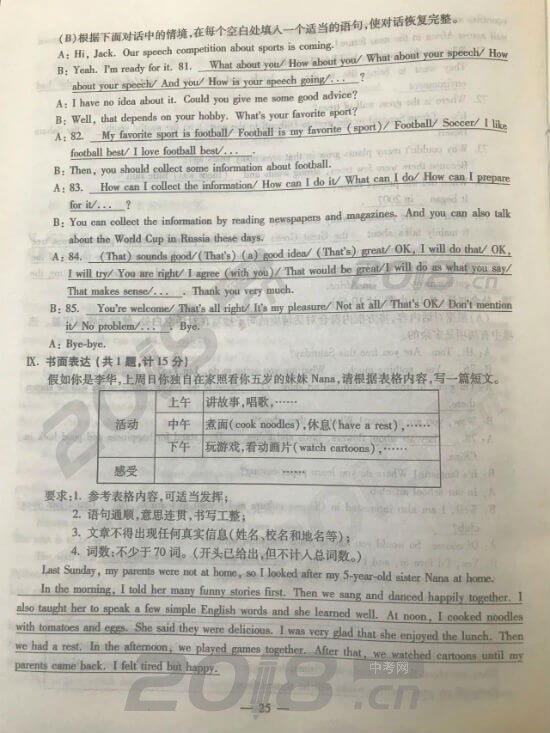 (B)根据下面对话中的情境,在每个空白处填入一个适当的语句,使对话恢复完整。
A: Hi, Jack. Our speech competition about sports is coming.
B: Yeah. I'm ready for it. 81. What about you/ How about you/ What about your speech/ How
about your speech/ And you/ How is your speech going/... ?
A: I have no idea about it. Could you give me some good advice?
B: Well, that depends on your hobby. What's your favorite sport?
A: 82. My favorite sport is football/ Football is my favorite (sport)/ Football/ Soccer/ I like
football best/ I love football best/... .
B: Then, you should collect some information about football.
A: 83. How can I collect the information/ How can I do it/ What can I do/ How can I prepare
for it/... ?
B: You can collect the information by reading newspapers and magazines. And you can also talk
about the World Cup in Russia these days.
A: 84. (That) sounds good/ (That's) (a) good idea/ (That's) great/ OK, I will do that/ OK,
I will try/ You are right/ I agree (with you)/ That would be great/ I will do as what you say/
That makes sense/... . Thank you very much.
B: 85. You're welcome/ That's all right/ It's my pleasure/ Not at all/ That's OK/ Don't mention
it/ No problem/... . Bye.
A: Bye-bye.
Ⅸ. 书面表达 (共1题,计15分)
假如你是李华,上周日你独自在家照看你五岁的妹妹 Nana,请根据表格内容,写一篇短文。
活动 上午 讲故事,唱歌,……
中午 煮面(cook noodles),休息(have a rest),……
下午 玩游戏,看动画片(watch cartoons),……
感受 ……
要求:1. 参考表格内容,可适当发挥;
2. 语句通顺,意思连贯,书写工整;
3. 文章不得出现任何真实信息(姓名、校名和地名等);
4. 词数:不少于70词。(开头已给出,但不计入总词数。)
Last Sunday, my parents were not at home, so I looked after my 5-year-old sister Nana at home.
In the morning, I told her many funny stories first. Then we sang and danced happily together. I
also taught her to speak a few simple English words and she learned well. At noon, I cooked noodles
with tomatoes and eggs. She said they were delicious. I was very glad that she enjoyed the lunch. Then
we had a rest. In the afternoon, we played games together. After that, we watched cartoons until my
parents came back. I felt tired but happy.
中考网
2018.cn
— 25 —